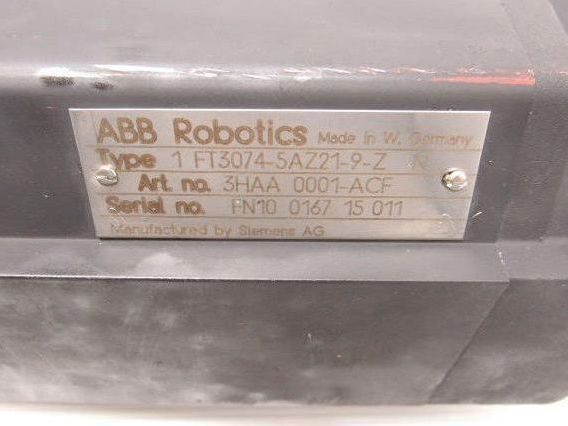 ABB Robotics Made in W. Germany
Type 1 FT3074-5AZ21-9-Z R
Art. no. 3HAA 0001-ACF
Serial no. FN10 0167 15 011
Manufactured by Siemens AG